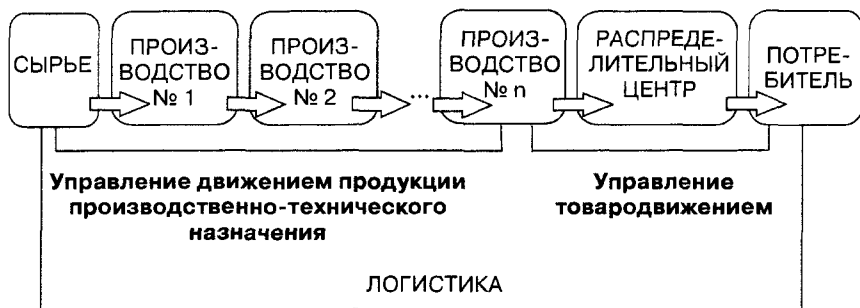 СЫРЬЕ
ПРОИЗ-
ВОДСТВО
№ 1
ПРОИЗ-
ВОДСТВО
№ 2
...
ПРОИЗ-
ВОДСТВО
№ n
РАСПРЕДЕ-
ЛИТЕЛЬНЫЙ
ЦЕНТР
ПОТРЕ-
БИТЕЛЬ
Управление движением продукции
производственно-технического
назначения
Управление
товародвижением
ЛОГИСТИКА